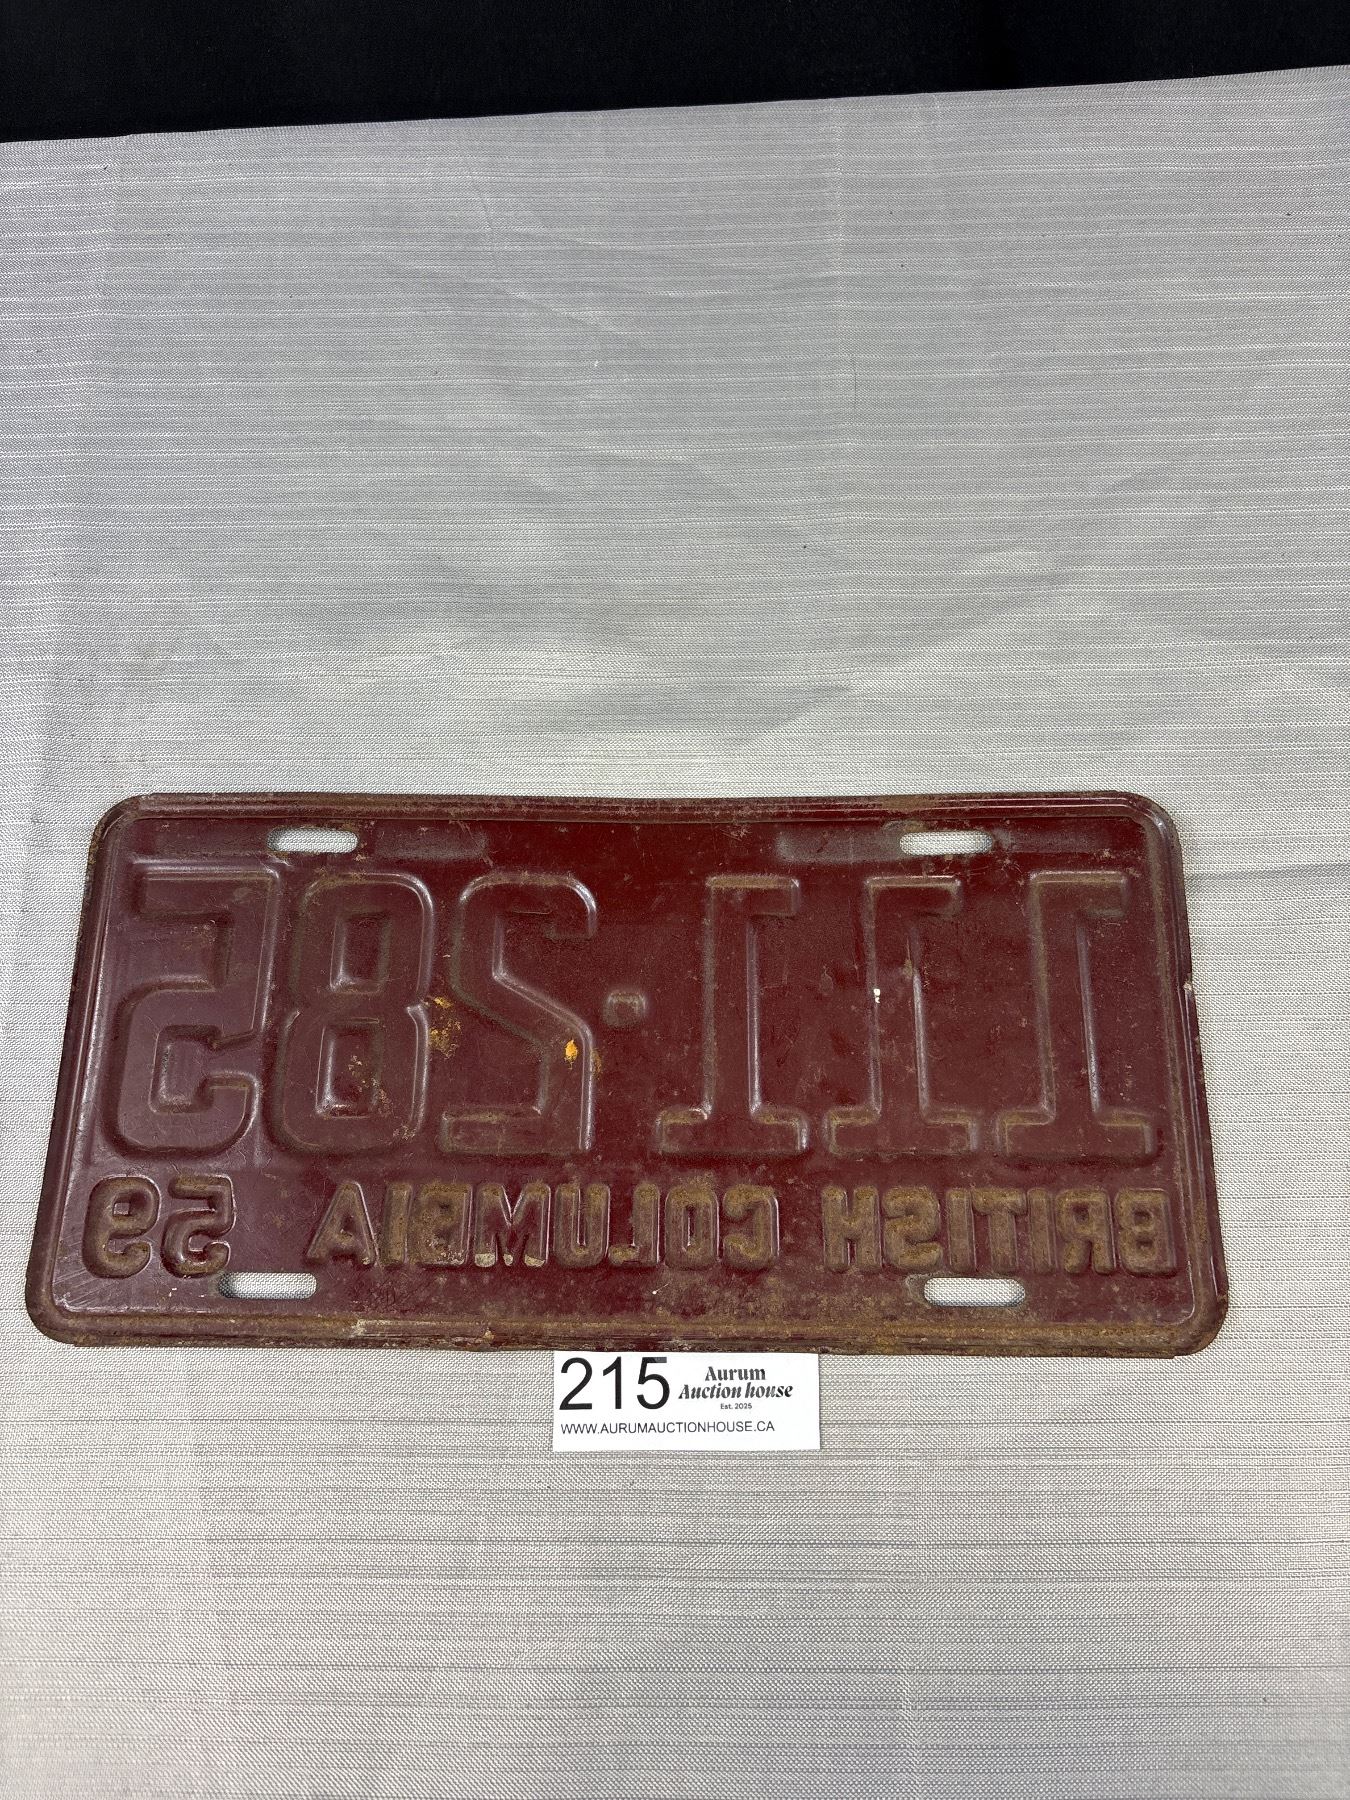 111·285
BRITISH COLUMBIA 59
215 Aurum
Auction house
Est. 2025
WWW.AURUMAUCTIONHOUSE.CA